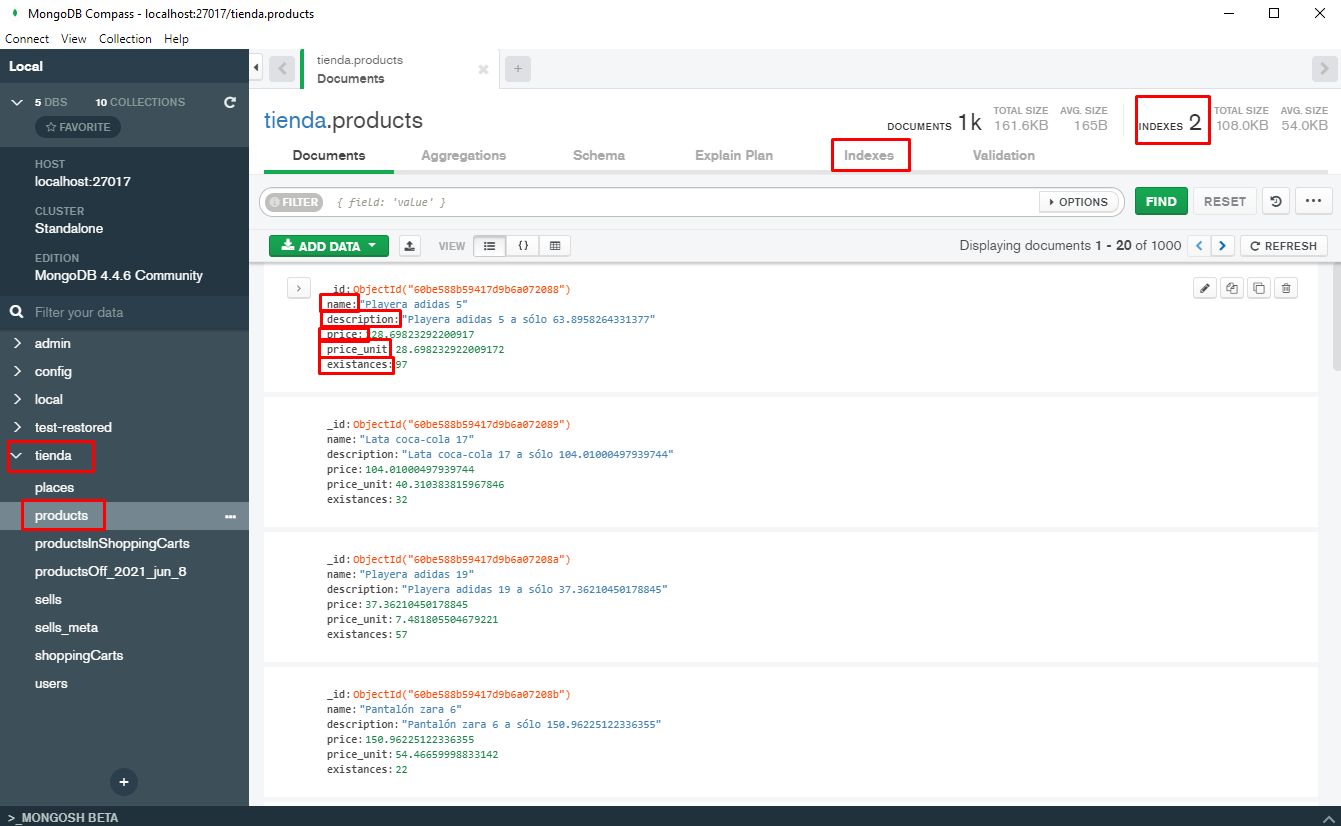 MongoDB Compass - localhost:27017/tienda.products
Connect View Collection Help
Local
5 DBS 10 COLLECTIONS
FAVORITE
HOST
localhost:27017
CLUSTER
Standalone
EDITION
MongoDB 4.4.6 Community
Filter your data
admin
config
local
test-restored
tienda
places
products
productsInShoppingCarts
productsOff_2021_jun_8
sells
sells_meta
shoppingCarts
users
>_MONGOSH BETA
tienda.products
Documents
tienda.products
DOCUMENTS 1k TOTAL SIZE 161.6KB AVG. SIZE 165B INDEXES 2 TOTAL SIZE 108.0KB AVG. SIZE 54.0KB
Documents Aggregations Schema Explain Plan Indexes Validation
FILTER { field: 'value' } OPTIONS FIND RESET
ADD DATA VIEW Displaying documents 1 - 20 of 1000 REFRESH
_id: ObjectId("60be588b59417d9b6a072088")
name: "Playera adidas 5"
description: "Playera adidas 5 a sólo 63.8958264331377"
price: 28.69823292200917
price_unit: 28.698232922009172
existances: 97
_id: ObjectId("60be588b59417d9b6a072089")
name: "Lata coca-cola 17"
description: "Lata coca-cola 17 a sólo 104.01000497939744"
price: 104.01000497939744
price_unit: 40.310383815967846
existances: 32
_id: ObjectId("60be588b59417d9b6a07208a")
name: "Playera adidas 19"
description: "Playera adidas 19 a sólo 37.36210450178845"
price: 37.36210450178845
price_unit: 7.481805504679221
existances: 57
_id: ObjectId("60be588b59417d9b6a07208b")
name: "Pantalón zara 6"
description: "Pantalón zara 6 a sólo 150.96225122336355"
price: 150.96225122336355
price_unit: 54.46659998833142
existances: 22